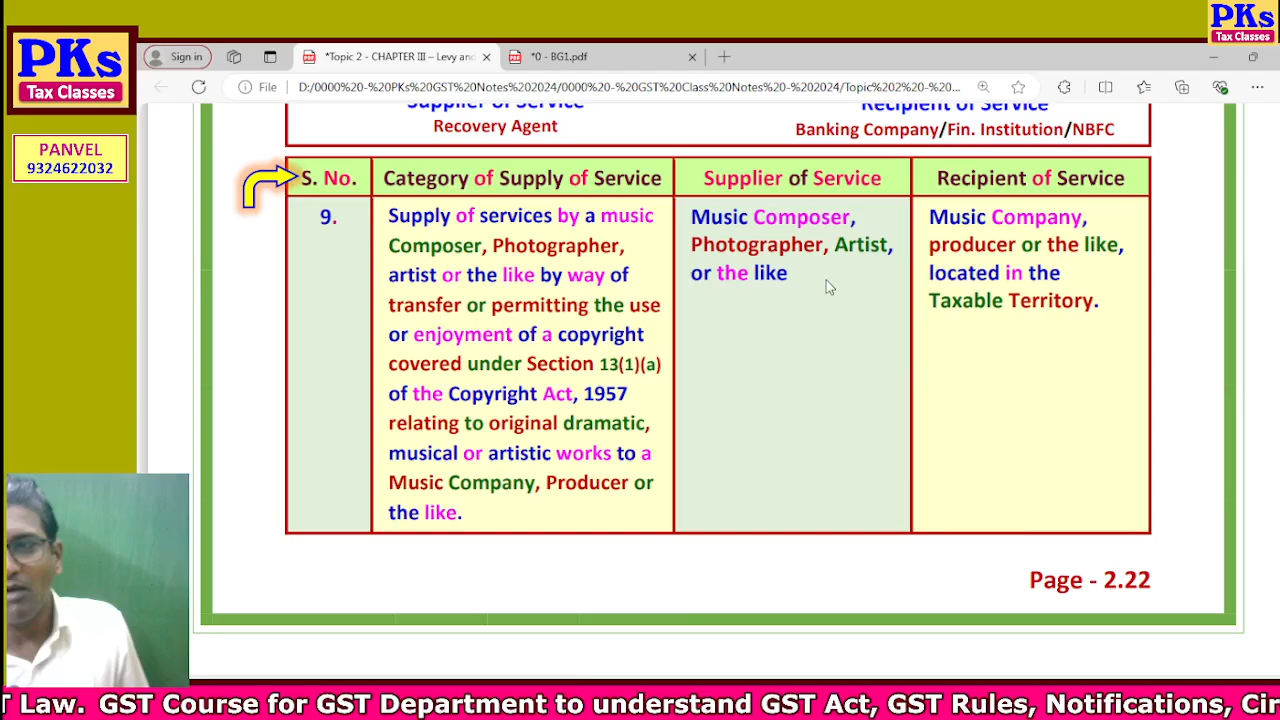 PKs
Tax Classes
PKs
Tax Classes
Sign in
*Topic 2 - CHAPTER III – Levy and
*0 - BG1.pdf
File
D:/0000%20-%20PKs%20GST%20Notes%202024/0000%20-%20GST%20Class%20Notes%20-%202024/Topic%202%20-%20...
PANVEL
9324622032
Supplier of Service
Recipient of Service
Recovery Agent
Banking Company/Fin. Institution/NBFC
S. No.
Category of Supply of Service
Supplier of Service
Recipient of Service
9.
Supply of services by a music
Composer, Photographer,
artist or the like by way of
transfer or permitting the use
or enjoyment of a copyright
covered under Section 13(1)(a)
of the Copyright Act, 1957
relating to original dramatic,
musical or artistic works to a
Music Company, Producer or
the like.
Music Composer,
Photographer, Artist,
or the like
Music Company,
producer or the like,
located in the
Taxable Territory.
Page - 2.22
T Law. GST Course for GST Department to understand GST Act, GST Rules, Notifications, Cir